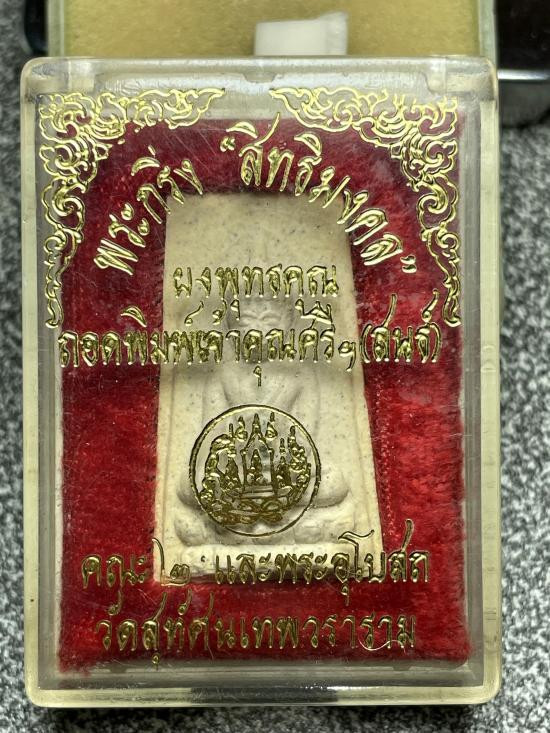 พระกริ่ง "สิทธิมงคล"
ผงพุทธคุณ
ถอดพิมพ์เจ้าคุณศรีฯ (สนธ์)
คณะ ๒ และพระอุโบสถ
วัดสุทัศนเทพวราราม